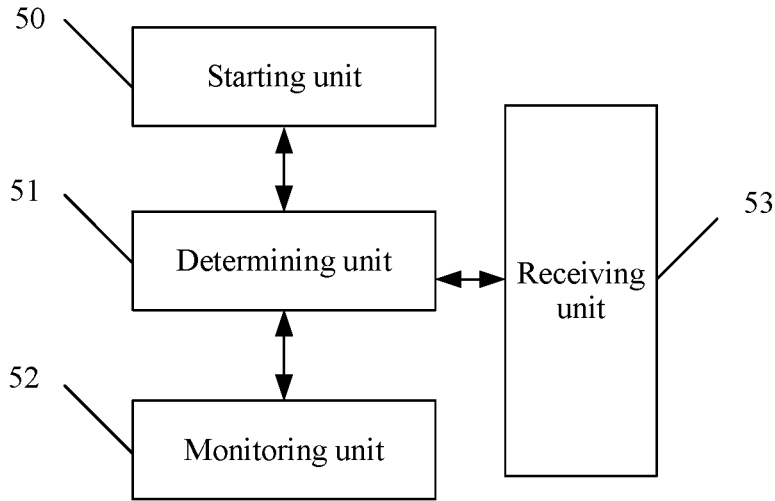 50
Starting unit
51
Determining unit
53
Receiving
unit
52
Monitoring unit